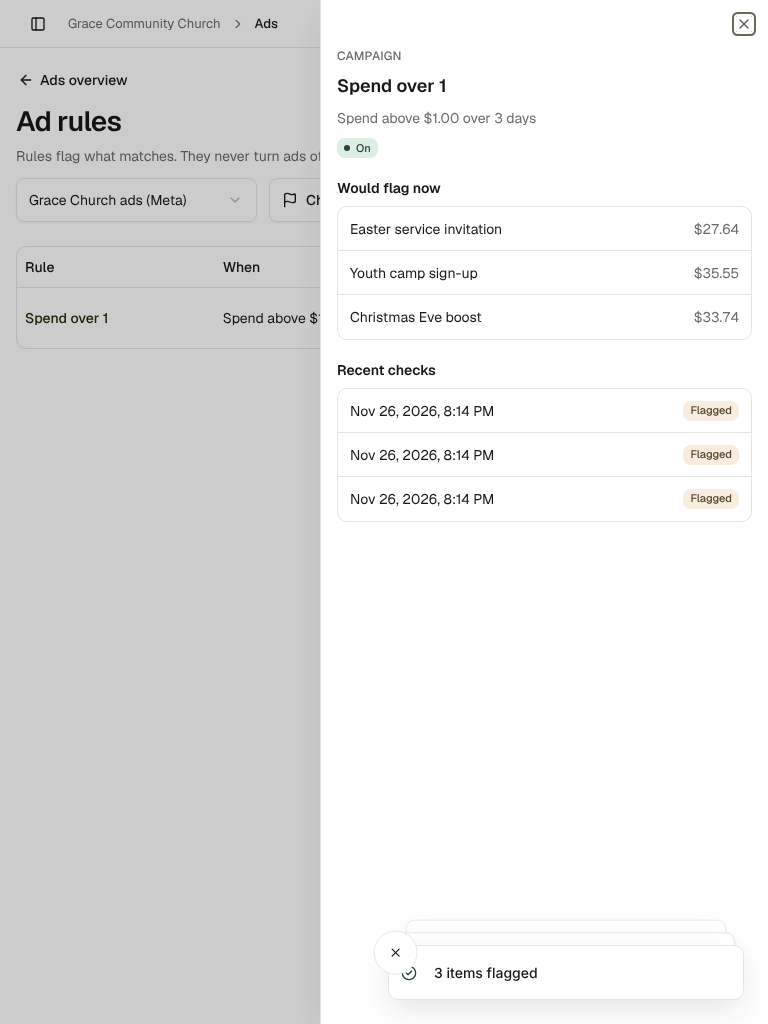 Grace Community Church > Ads
Ads overview
Ad rules
Rules flag what matches. They never turn ads of
Grace Church ads (Meta)
Ch
Rule When
Spend over 1 Spend above $
CAMPAIGN
Spend over 1
Spend above $1.00 over 3 days
On
Would flag now
Easter service invitation $27.64
Youth camp sign-up $35.55
Christmas Eve boost $33.74
Recent checks
Nov 26, 2026, 8:14 PM Flagged
Nov 26, 2026, 8:14 PM Flagged
Nov 26, 2026, 8:14 PM Flagged
3 items flagged